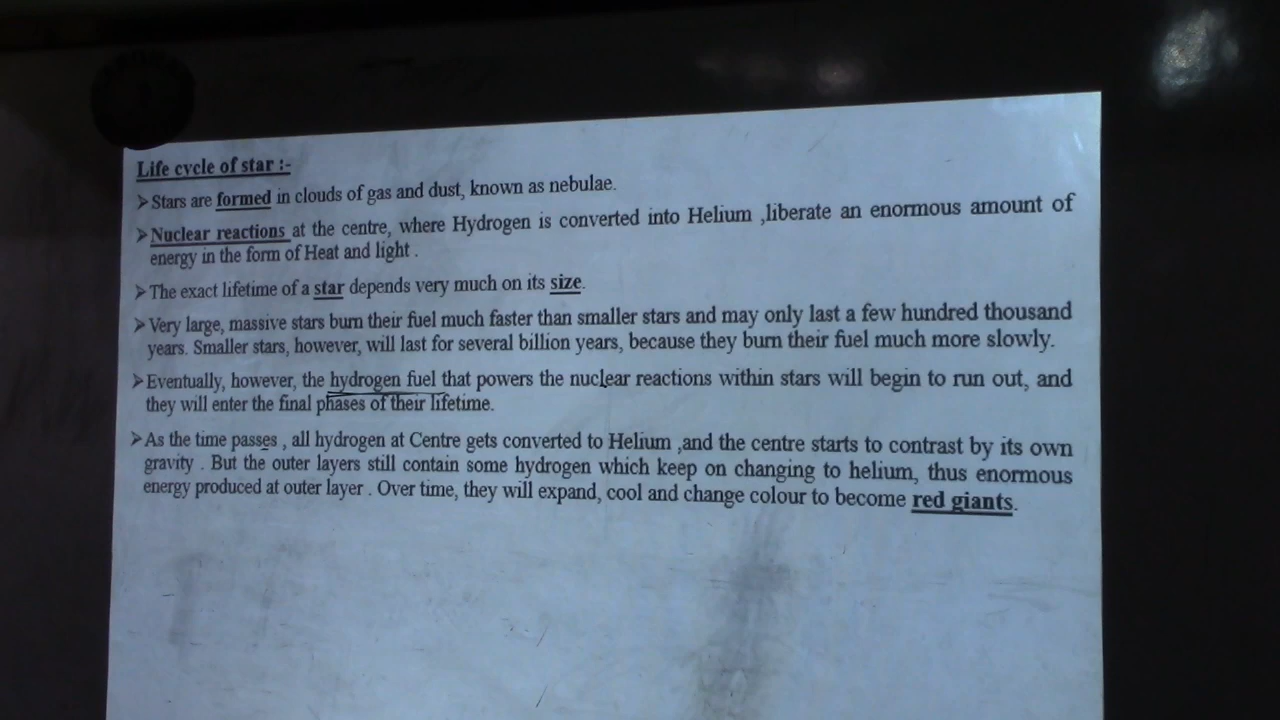 Life cycle of star :-
➢Stars are formed in clouds of gas and dust, known as nebulae.
➢Nuclear reactions at the centre, where Hydrogen is converted into Helium ,liberate an enormous amount of
energy in the form of Heat and light .
➢The exact lifetime of a star depends very much on its size.
➢Very large, massive stars burn their fuel much faster than smaller stars and may only last a few hundred thousand
years. Smaller stars, however, will last for several billion years, because they burn their fuel much more slowly.
➢Eventually, however, the hydrogen fuel that powers the nuclear reactions within stars will begin to run out, and
they will enter the final phases of their lifetime.
➢As the time passes , all hydrogen at Centre gets converted to Helium ,and the centre starts to contrast by its own
gravity . But the outer layers still contain some hydrogen which keep on changing to helium, thus enormous
energy produced at outer layer . Over time, they will expand, cool and change colour to become red giants.